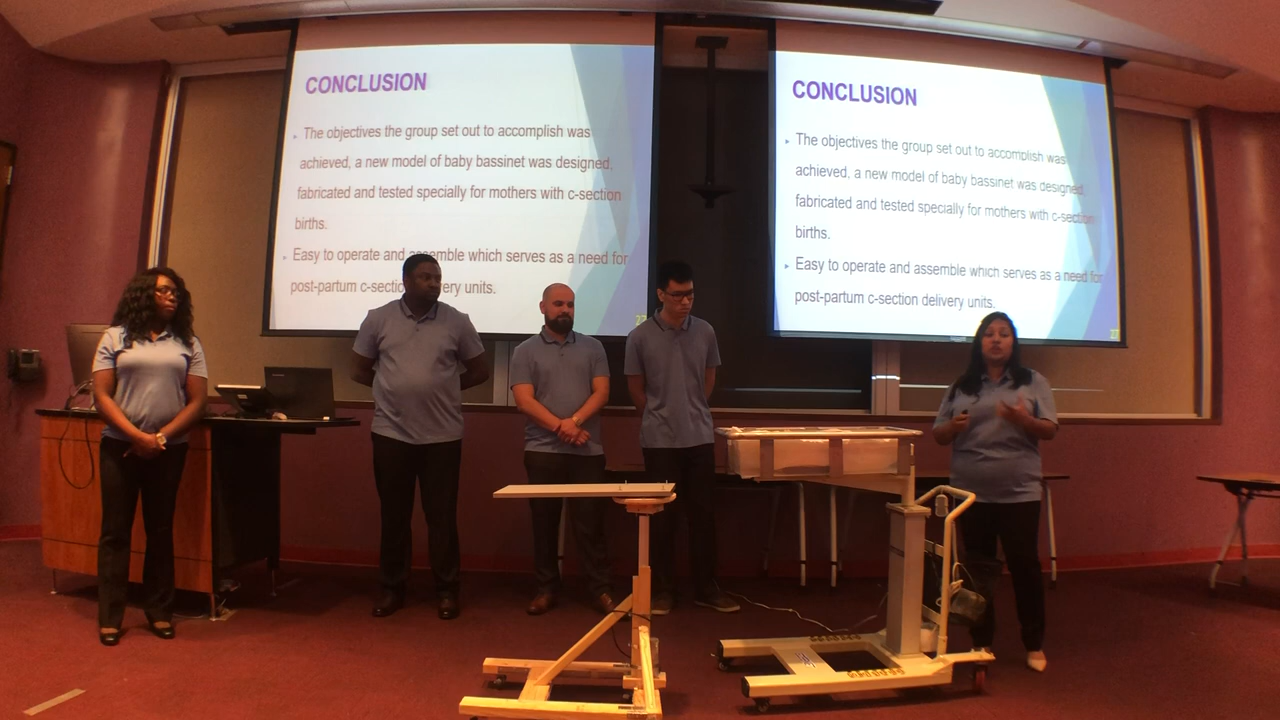 CONCLUSION
The objectives the group set out to accomplish was
achieved, a new model of baby bassinet was designed,
fabricated and tested specially for mothers with c-section
births.
Easy to operate and assemble which serves as a need for
post-partum c-section delivery units.
CONCLUSION
The objectives the group set out to accomplish was
achieved, a new model of baby bassinet was designed,
fabricated and tested specially for mothers with c-section
births.
Easy to operate and assemble which serves as a need for
post-partum c-section delivery units.
27